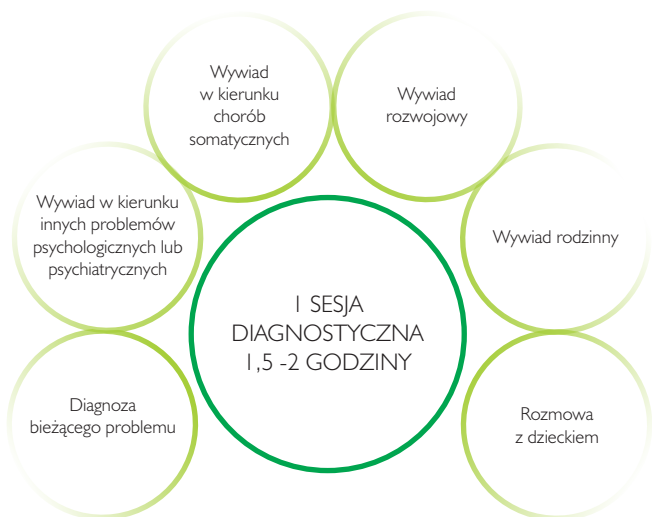 Wywiad
w kierunku
chorób
somatycznych
Wywiad
rozwojowy
Wywiad w kierunku
innych problemów
psychologicznych lub
psychiatrycznych
Wywiad rodzinny
I SESJA
DIAGNOSTYCZNA
1,5 -2 GODZINY
Diagnoza
bieżącego problemu
Rozmowa
z dzieckiem